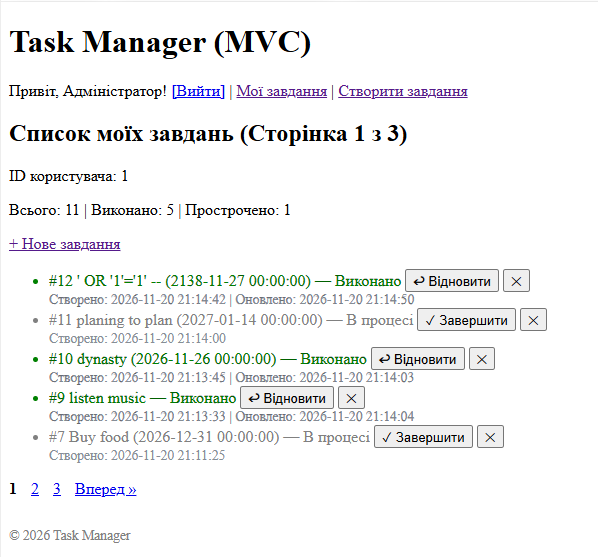 Task Manager (MVC)
Привіт, Адміністратор! [Вийти] | Мої завдання | Створити завдання
Список моїх завдань (Сторінка 1 з 3)
ID користувача: 1
Всього: 11 | Виконано: 5 | Прострочено: 1
+ Нове завдання
#12 ' OR '1'='1' -- (2138-11-27 00:00:00) — Виконано ↩ Відновити ✕
Створено: 2026-11-20 21:14:42 | Оновлено: 2026-11-20 21:14:50
#11 planing to plan (2027-01-14 00:00:00) — В процесі ✓ Завершити ✕
Створено: 2026-11-20 21:14:00
#10 dynasty (2026-11-26 00:00:00) — Виконано ↩ Відновити ✕
Створено: 2026-11-20 21:13:45 | Оновлено: 2026-11-20 21:14:03
#9 listen music — Виконано ↩ Відновити ✕
Створено: 2026-11-20 21:13:33 | Оновлено: 2026-11-20 21:14:04
#7 Buy food (2026-12-31 00:00:00) — В процесі ✓ Завершити ✕
Створено: 2026-11-20 21:11:25
1 2 3 Вперед »
© 2026 Task Manager